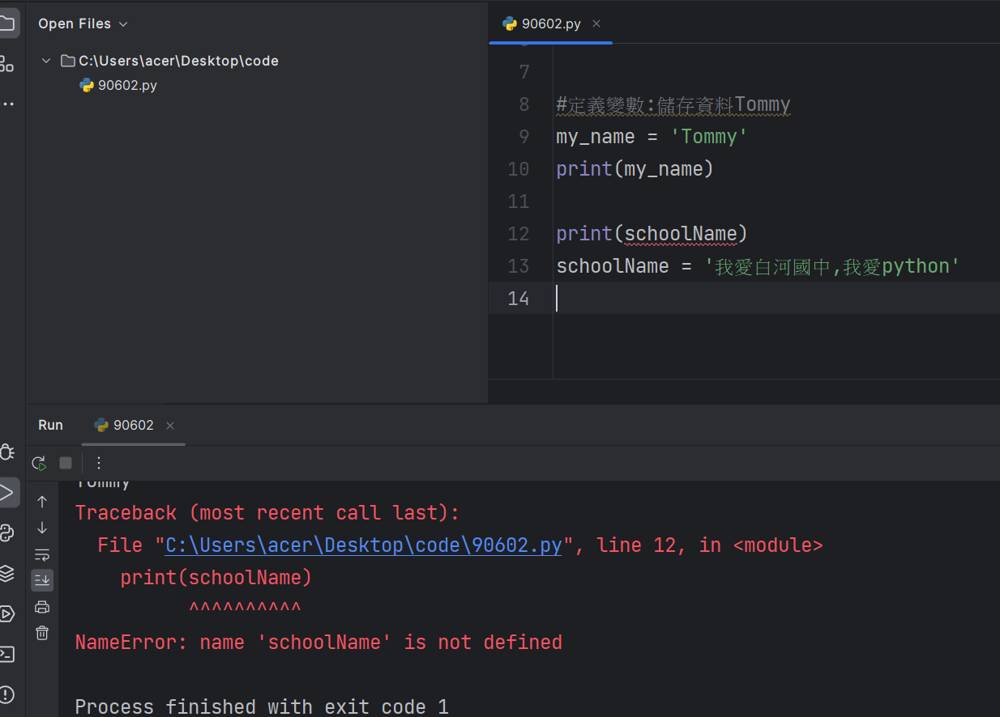 Open Files
C:\Users\acer\Desktop\code
90602.py
90602.py
7
8 #定義變數:儲存資料Tommy
9 my_name = 'Tommy'
10 print(my_name)
11
12 print(schoolName)
13 schoolName = '我愛白河國中,我愛python'
14
Run 90602
Tommy
Traceback (most recent call last):
  File "C:\Users\acer\Desktop\code\90602.py", line 12, in <module>
    print(schoolName)
          ^^^^^^^^^^
NameError: name 'schoolName' is not defined
Process finished with exit code 1